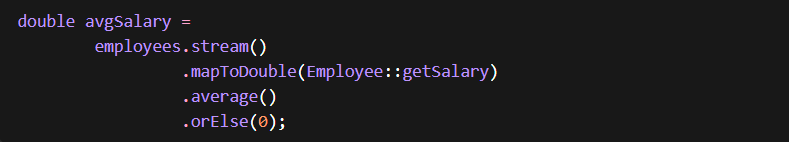 double avgSalary =
        employees.stream()
                .mapToDouble(Employee::getSalary)
                .average()
                .orElse(0);